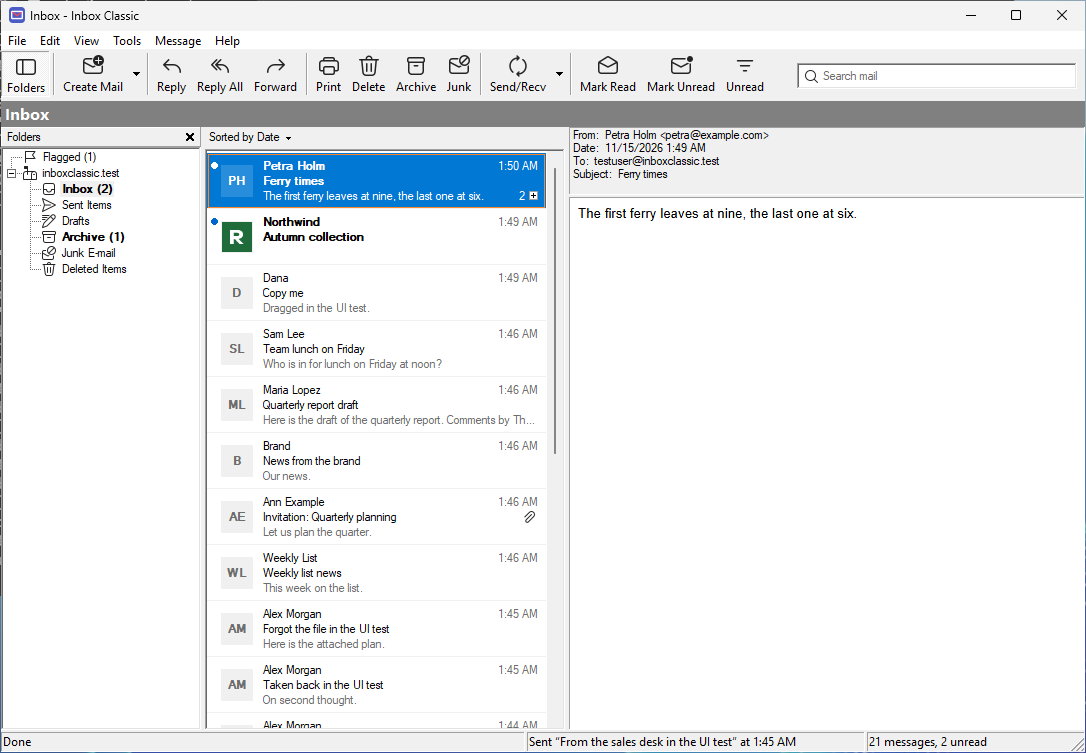 Inbox - Inbox Classic
File Edit View Tools Message Help
Folders Create Mail Reply Reply All Forward Print Delete Archive Junk Send/Recv Mark Read Mark Unread Unread Search mail
Inbox
Folders
Flagged (1)
inboxclassic.test
Inbox (2)
Sent Items
Drafts
Archive (1)
Junk E-mail
Deleted Items
Sorted by Date
PH
Petra Holm 1:50 AM
Ferry times
The first ferry leaves at nine, the last one at six. 2
R
Northwind 1:49 AM
Autumn collection
D
Dana 1:49 AM
Copy me
Dragged in the UI test.
SL
Sam Lee 1:46 AM
Team lunch on Friday
Who is in for lunch on Friday at noon?
ML
Maria Lopez 1:46 AM
Quarterly report draft
Here is the draft of the quarterly report. Comments by Th...
B
Brand 1:46 AM
News from the brand
Our news.
AE
Ann Example 1:46 AM
Invitation: Quarterly planning
Let us plan the quarter.
WL
Weekly List 1:46 AM
Weekly list news
This week on the list.
AM
Alex Morgan 1:45 AM
Forgot the file in the UI test
Here is the attached plan.
AM
Alex Morgan 1:45 AM
Taken back in the UI test
On second thought.
Alex Morgan 1:44 AM
From: Petra Holm <petra@example.com>
Date: 11/15/2026 1:49 AM
To: testuser@inboxclassic.test
Subject: Ferry times
The first ferry leaves at nine, the last one at six.
Done
Sent “From the sales desk in the UI test” at 1:45 AM
21 messages, 2 unread